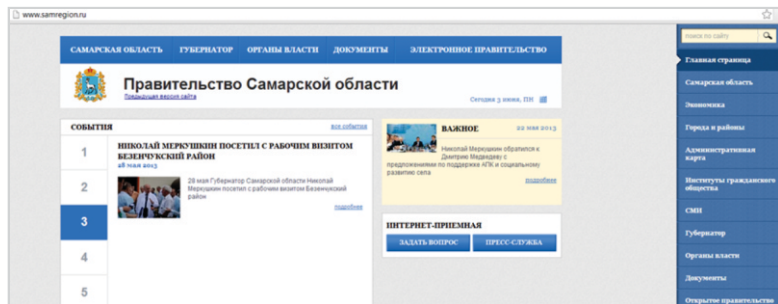 www.samregion.ru
САМАРСКАЯ ОБЛАСТЬ ГУБЕРНАТОР ОРГАНЫ ВЛАСТИ ДОКУМЕНТЫ ЭЛЕКТРОННОЕ ПРАВИТЕЛЬСТВО
Правительство Самарской области
Предыдущая версия сайта
Сегодня 3 июня, ПН
СОБЫТИЯ
все события
1
2
3
4
5
НИКОЛАЙ МЕРКУШКИН ПОСЕТИЛ С РАБОЧИМ ВИЗИТОМ
БЕЗЕНЧУКСКИЙ РАЙОН
28 мая 2013
28 мая Губернатор Самарской области Николай
Меркушкин посетил с рабочим визитом Безенчукский
район
подробнее
ВАЖНОЕ
22 мая 2013
Николай Меркушкин обратился к
Дмитрию Медведеву с
предложениями по поддержке АПК и социальному
развитию села
подробнее
ИНТЕРНЕТ-ПРИЕМНАЯ
ЗАДАТЬ ВОПРОС ПРЕСС-СЛУЖБА
поиск по сайту
Главная страница
Самарская область
Экономика
Города и районы
Административная
карта
Институты гражданского
общества
СМИ
Губернатор
Органы власти
Документы
Открытое правительство